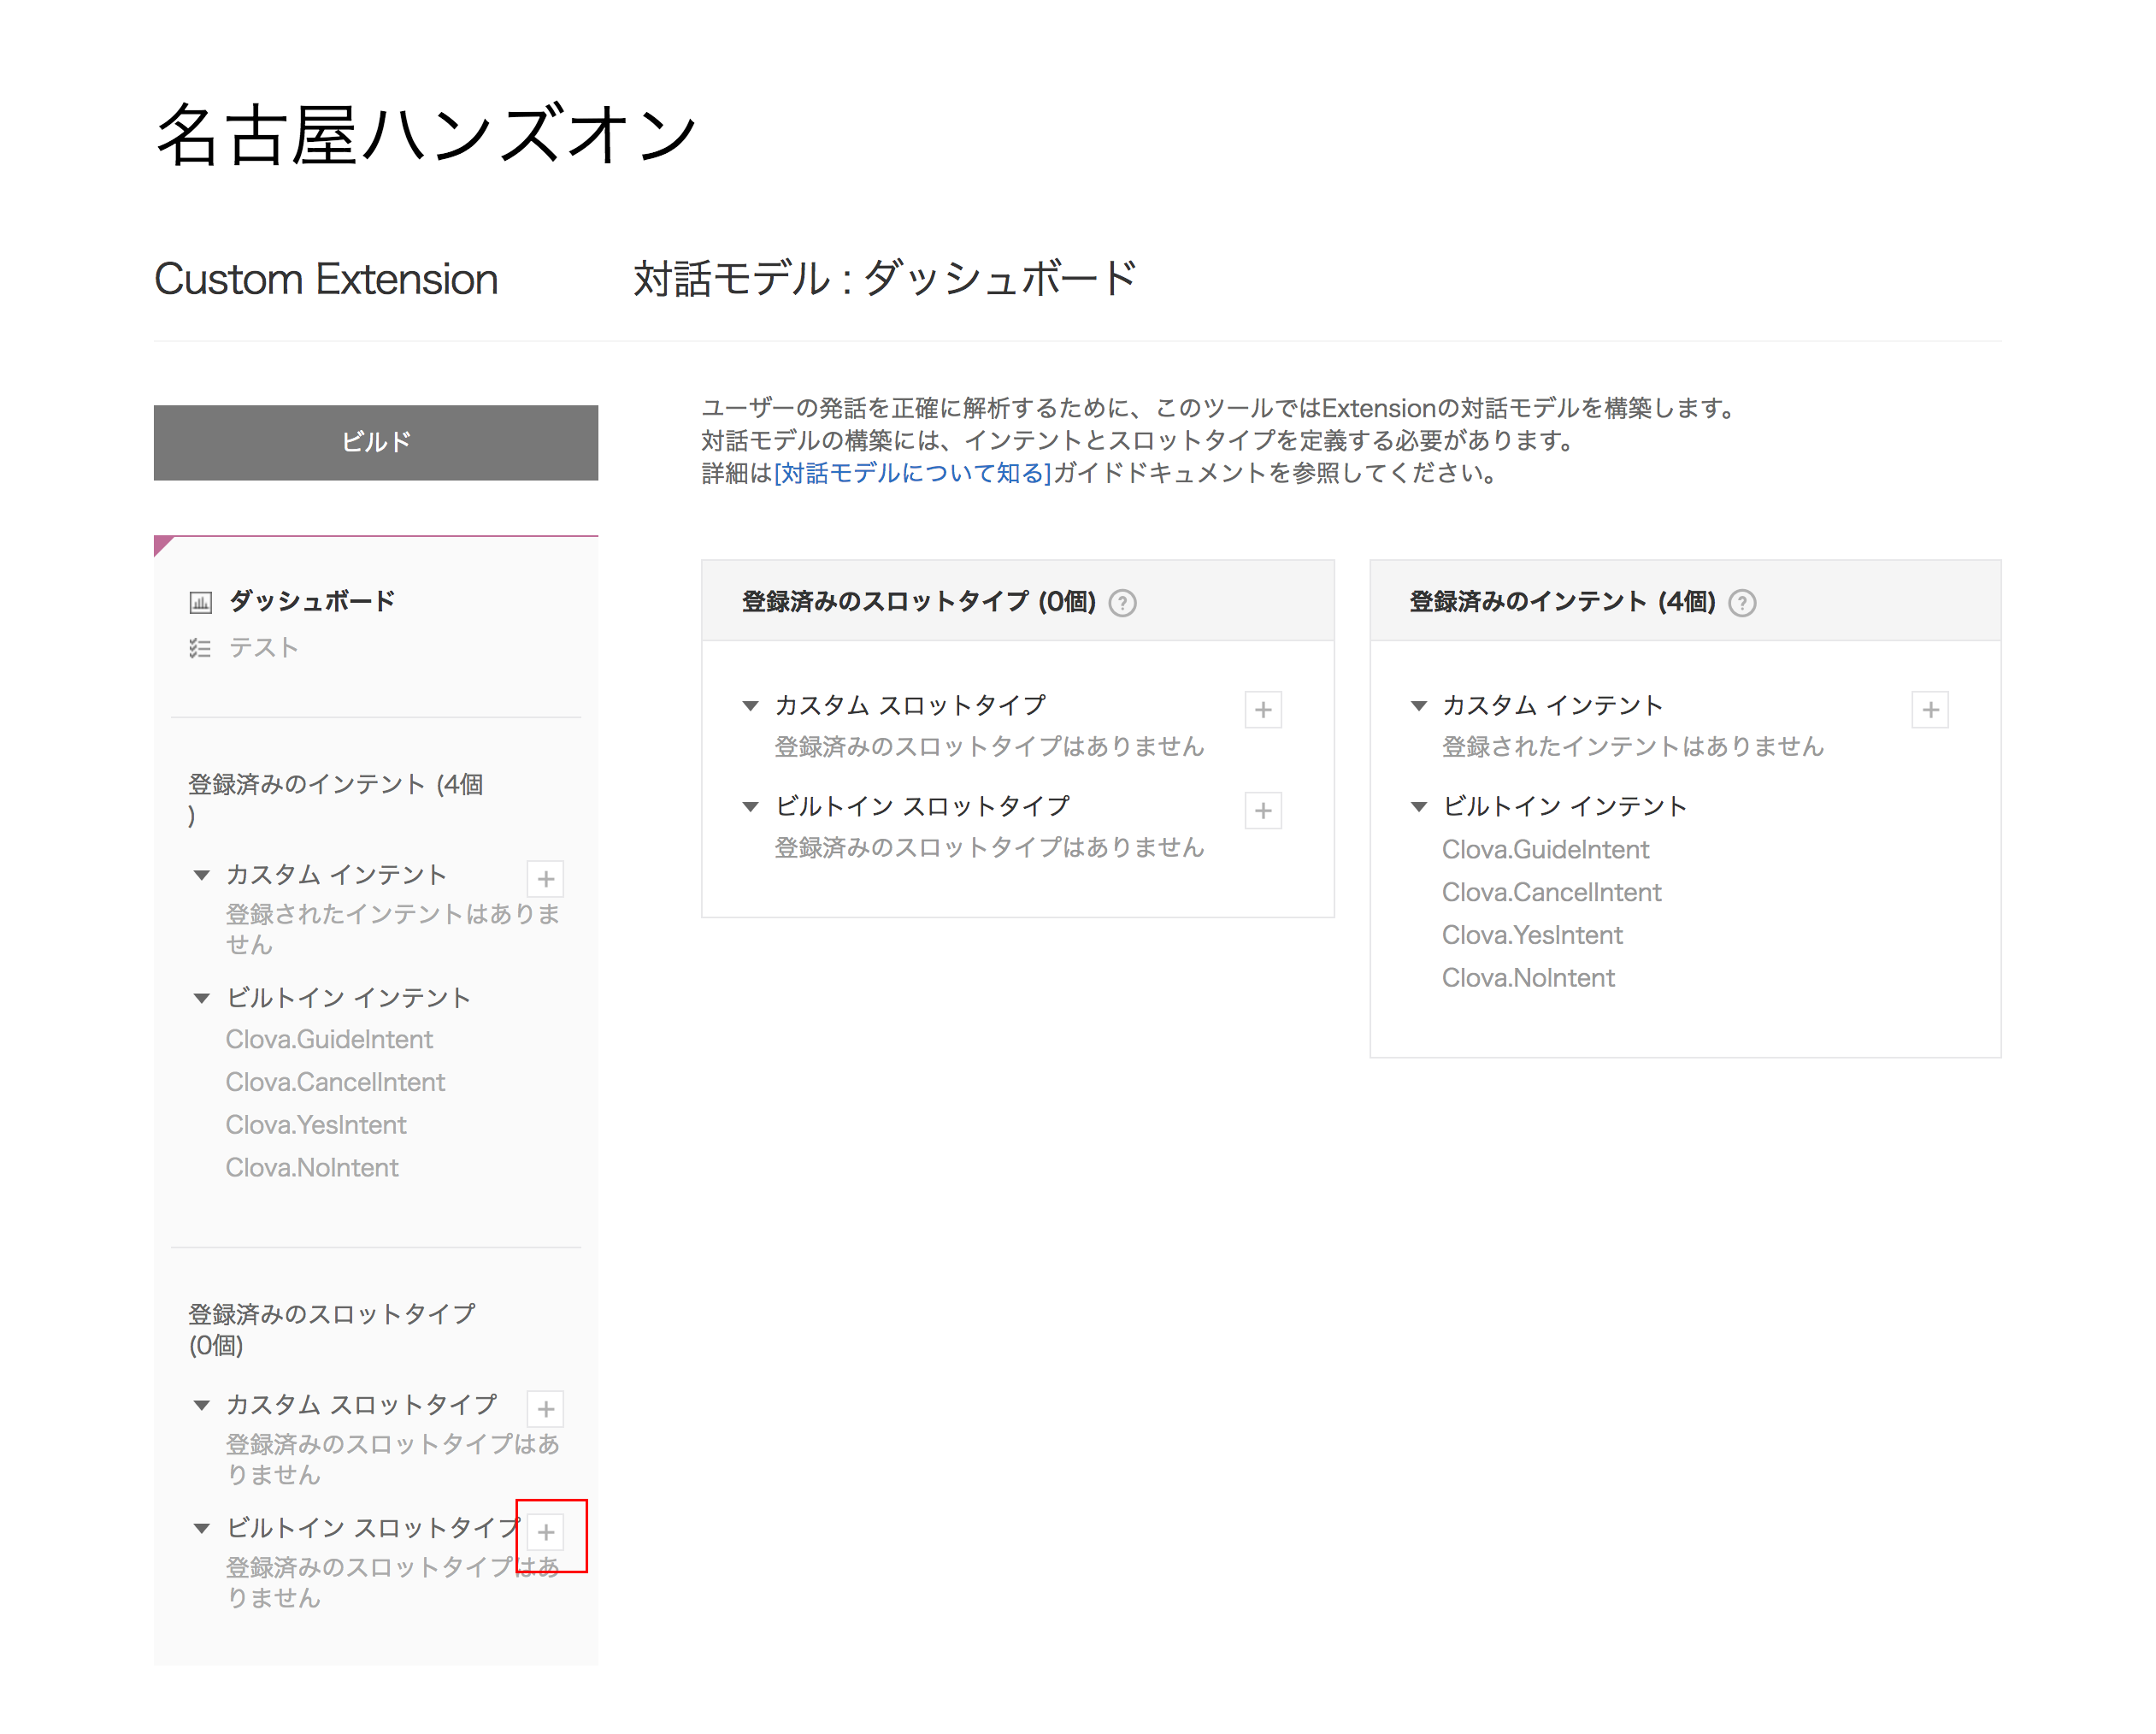 名古屋ハンズオン
Custom Extension
対話モデル : ダッシュボード
ビルド
ダッシュボード
テスト
登録済みのインテント (4個
)
カスタム インテント
登録されたインテントはありま
せん
ビルトイン インテント
Clova.GuideIntent
Clova.CancelIntent
Clova.YesIntent
Clova.NoIntent
登録済みのスロットタイプ
(0個)
カスタム スロットタイプ
登録済みのスロットタイプはあ
りません
ビルトイン スロットタイプ
登録済みのスロットタイプはあ
りません
ユーザーの発話を正確に解析するために、このツールではExtensionの対話モデルを構築します。
対話モデルの構築には、インテントとスロットタイプを定義する必要があります。
詳細は[対話モデルについて知る]ガイドドキュメントを参照してください。
登録済みのスロットタイプ (0個) ?
カスタム スロットタイプ
登録済みのスロットタイプはありません
ビルトイン スロットタイプ
登録済みのスロットタイプはありません
登録済みのインテント (4個) ?
カスタム インテント
登録されたインテントはありません
ビルトイン インテント
Clova.GuideIntent
Clova.CancelIntent
Clova.YesIntent
Clova.NoIntent